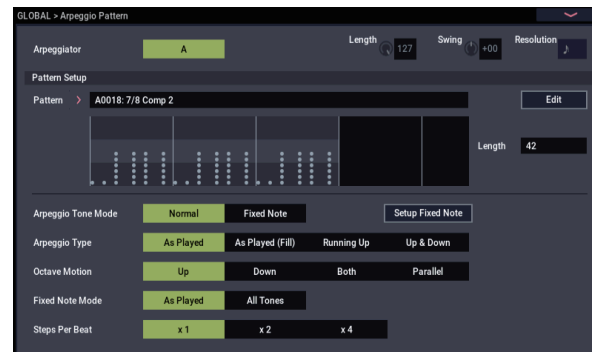 GLOBAL > Arpeggio Pattern
Arpeggiator A Length 127 Swing +00 Resolution ♪
Pattern Setup
Pattern > A0018: 7/8 Comp 2 Edit
Length 42
Arpeggio Tone Mode Normal Fixed Note Setup Fixed Note
Arpeggio Type As Played As Played (Fill) Running Up Up & Down
Octave Motion Up Down Both Parallel
Fixed Note Mode As Played All Tones
Steps Per Beat x 1 x 2 x 4